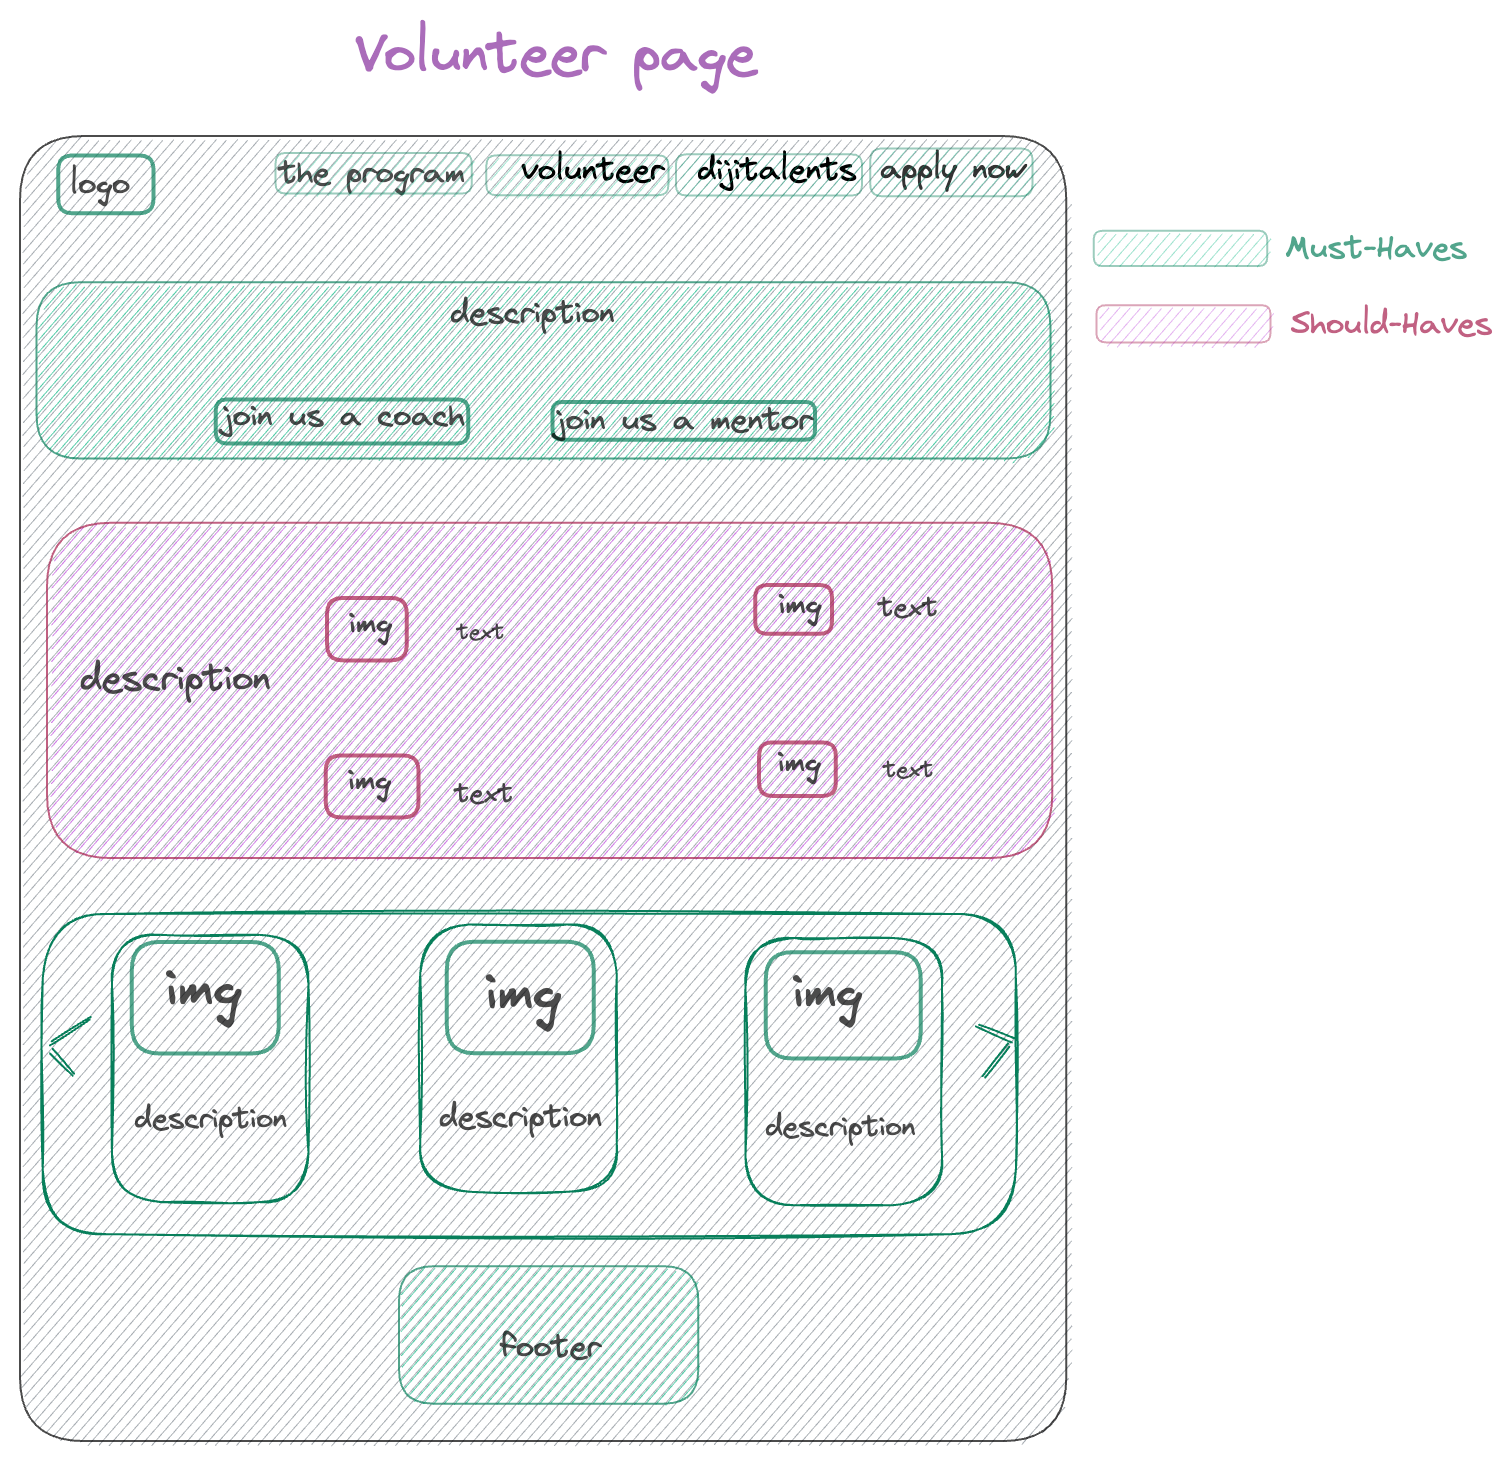 Volunteer page
logo
the program
volunteer
dijitalents
apply now
Must-Haves
Should-Haves
description
join us a coach
join us a mentor
img
text
img
text
description
img
text
img
text
img
img
img
description
description
description
footer